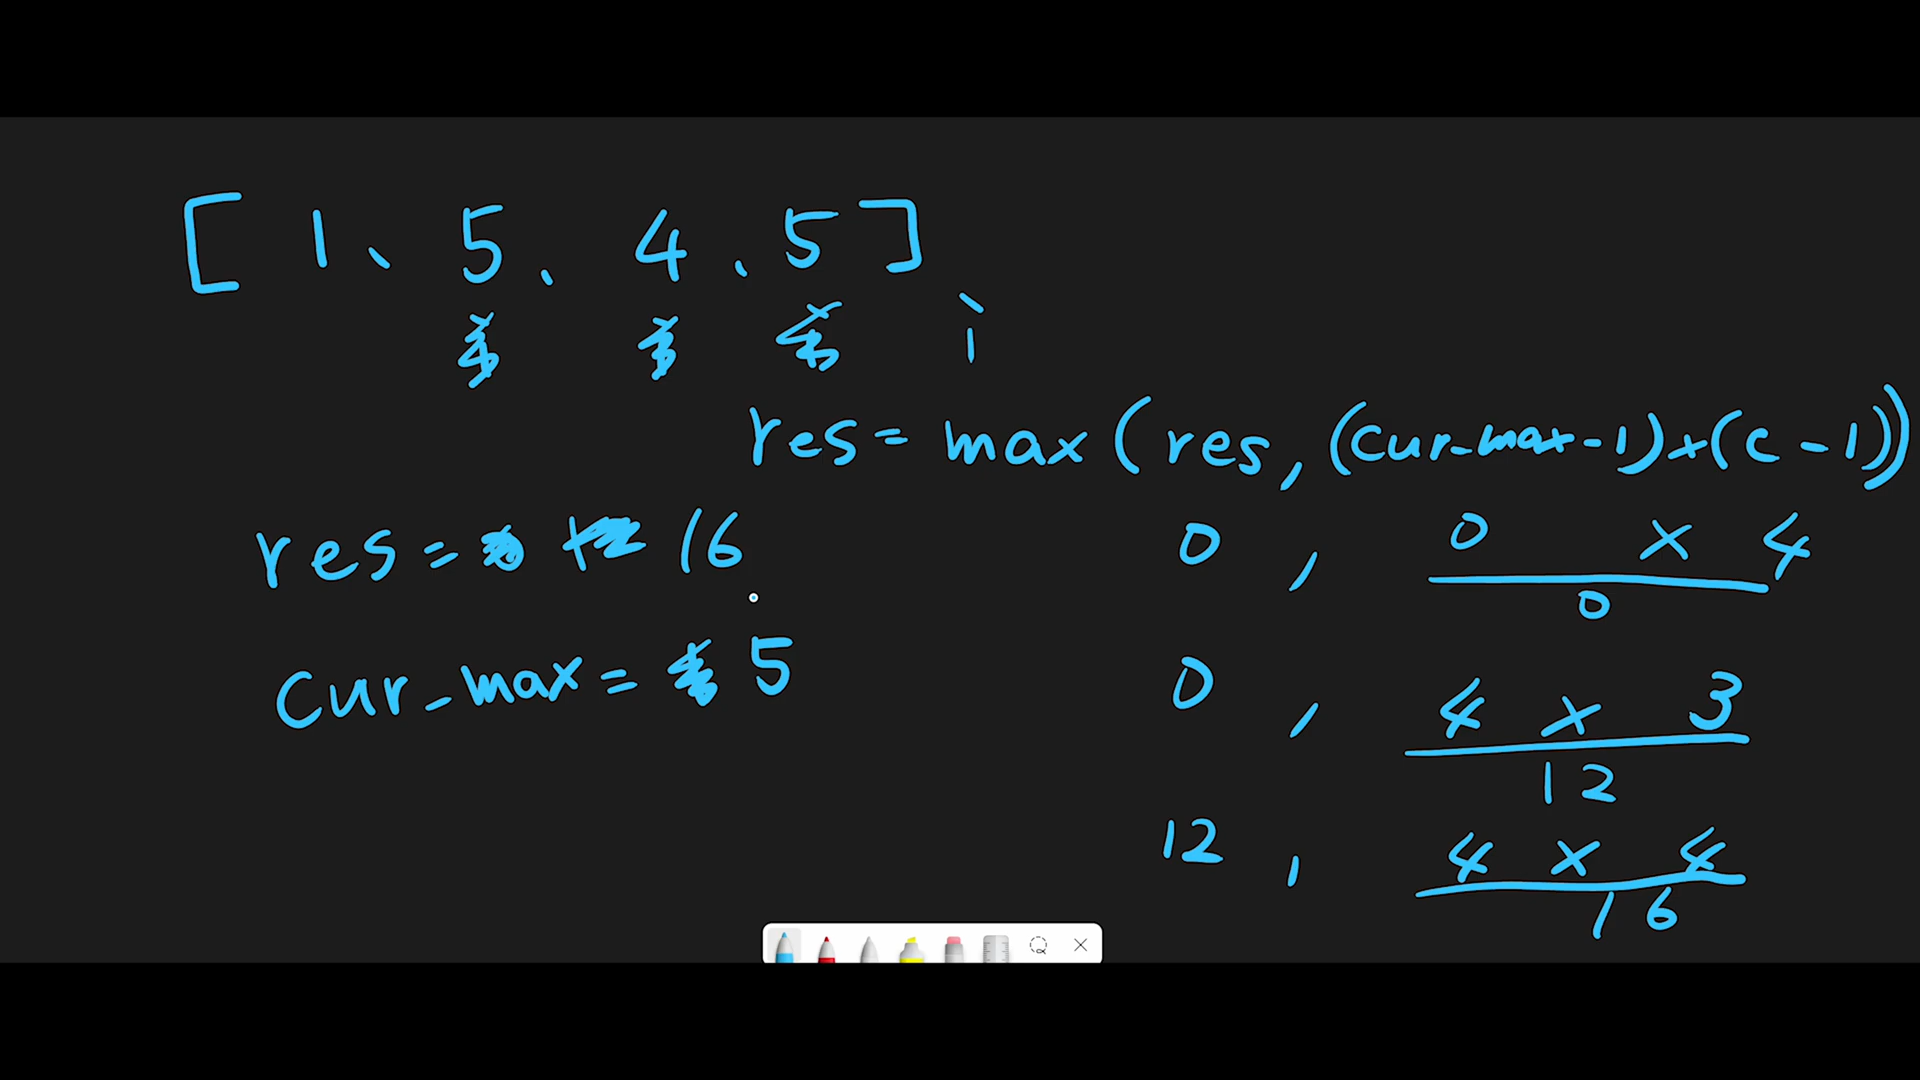 [ 1、5、4、5 ]
i
res = max(res, (cur_max-1)×(c-1))
res = 16
0 , 0 × 4
0
cur_max = 5
0 , 4 × 3
12
12 , 4 × 4
16